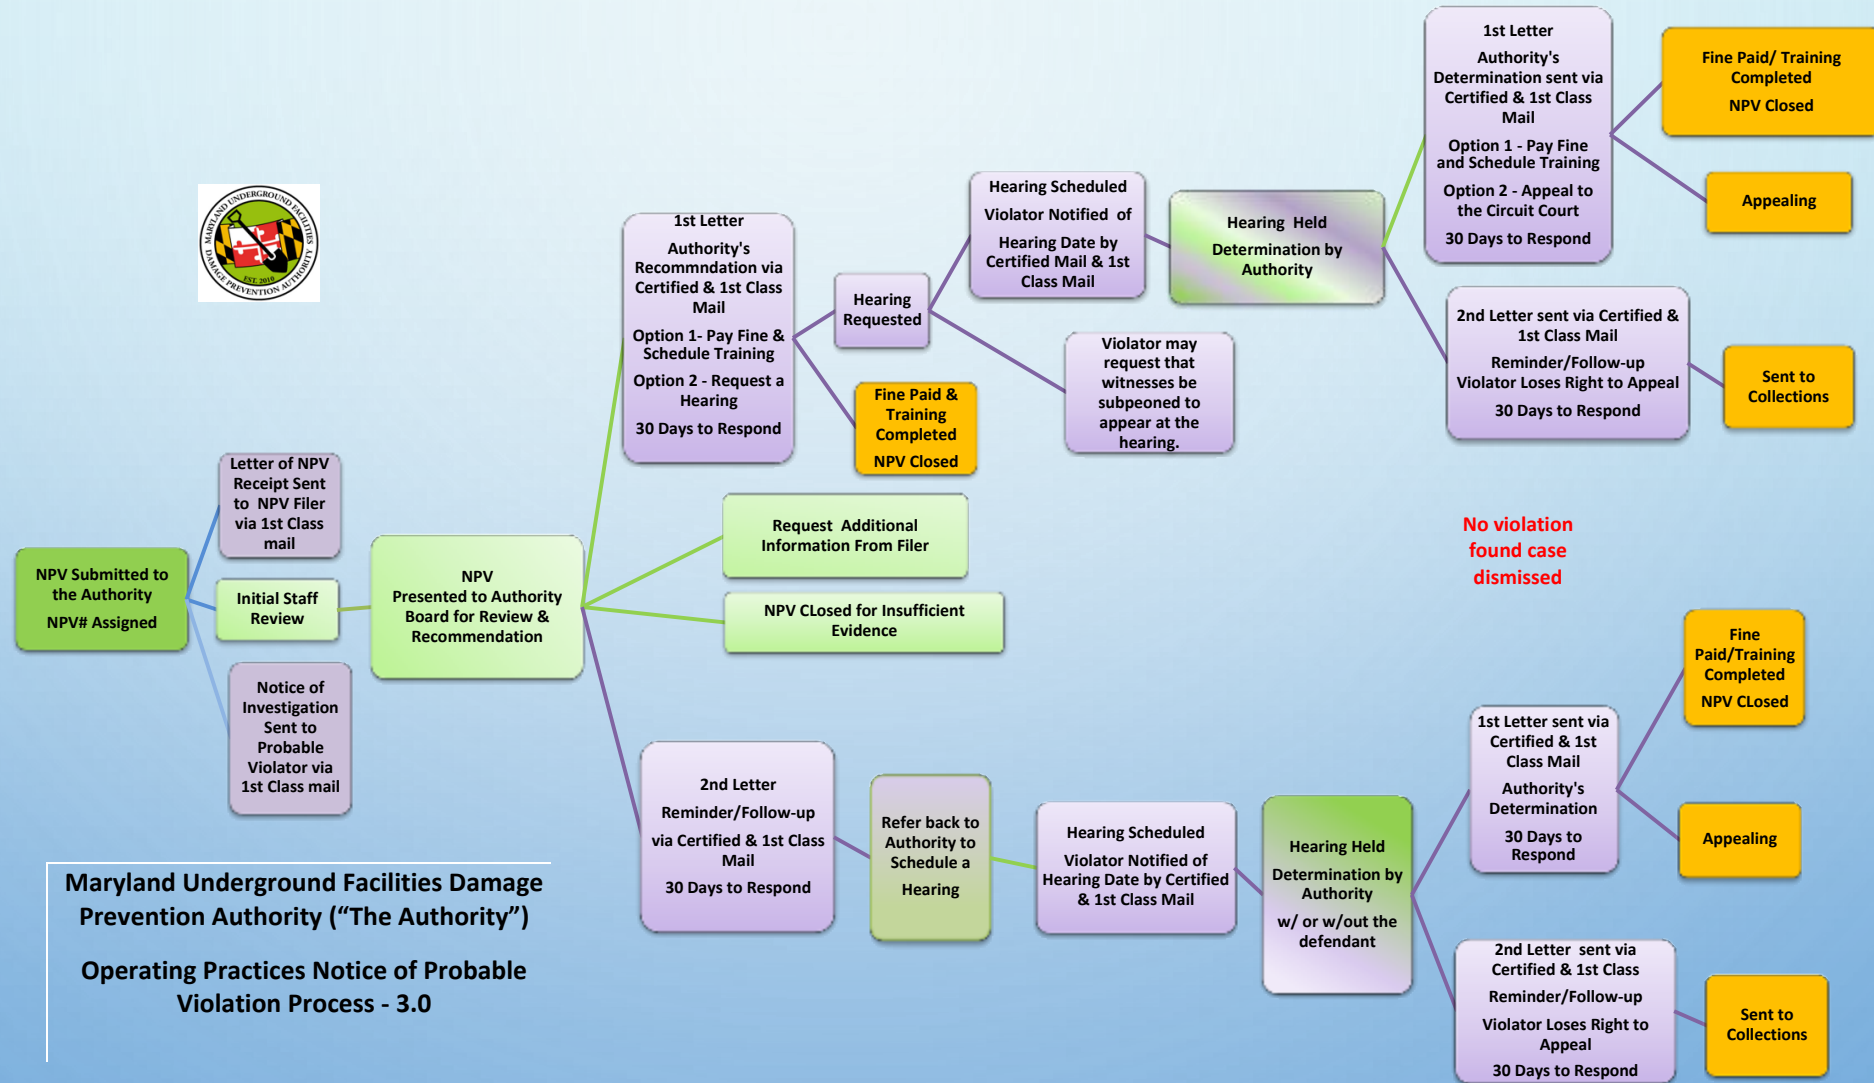 MARYLAND UNDERGROUND FACILITIES
DAMAGE PREVENTION AUTHORITY
EST. 2010
NPV Submitted to
the Authority
NPV# Assigned
Letter of NPV
Receipt Sent
to NPV Filer
via 1st Class
mail
Initial Staff
Review
Notice of
Investigation
Sent to
Probable
Violator via
1st Class mail
NPV
Presented to Authority
Board for Review &
Recommendation
1st Letter
Authority's
Recommndation via
Certified & 1st Class
Mail
Option 1- Pay Fine &
Schedule Training
Option 2 - Request a
Hearing
30 Days to Respond
Hearing
Requested
Fine Paid &
Training
Completed
NPV Closed
Hearing Scheduled
Violator Notified of
Hearing Date by
Certified Mail & 1st
Class Mail
Violator may
request that
witnesses be
subpeoned to
appear at the
hearing.
Hearing Held
Determination by
Authority
1st Letter
Authority's
Determination sent via
Certified & 1st Class
Mail
Option 1 - Pay Fine
and Schedule Training
Option 2 - Appeal to
the Circuit Court
30 Days to Respond
Fine Paid/ Training
Completed
NPV Closed
Appealing
2nd Letter sent via Certified &
1st Class Mail
Reminder/Follow-up
Violator Loses Right to Appeal
30 Days to Respond
Sent to
Collections
Request Additional
Information From Filer
NPV CLosed for Insufficient
Evidence
No violation
found case
dismissed
2nd Letter
Reminder/Follow-up
via Certified & 1st Class
Mail
30 Days to Respond
Refer back to
Authority to
Schedule a
Hearing
Hearing Scheduled
Violator Notified of
Hearing Date by Certified
& 1st Class Mail
Hearing Held
Determination by
Authority
w/ or w/out the
defendant
1st Letter sent via
Certified & 1st
Class Mail
Authority's
Determination
30 Days to
Respond
Fine
Paid/Training
Completed
NPV CLosed
Appealing
2nd Letter sent via
Certified & 1st Class
Reminder/Follow-up
Violator Loses Right to
Appeal
30 Days to Respond
Sent to
Collections
Maryland Underground Facilities Damage
Prevention Authority (“The Authority”)
Operating Practices Notice of Probable
Violation Process - 3.0